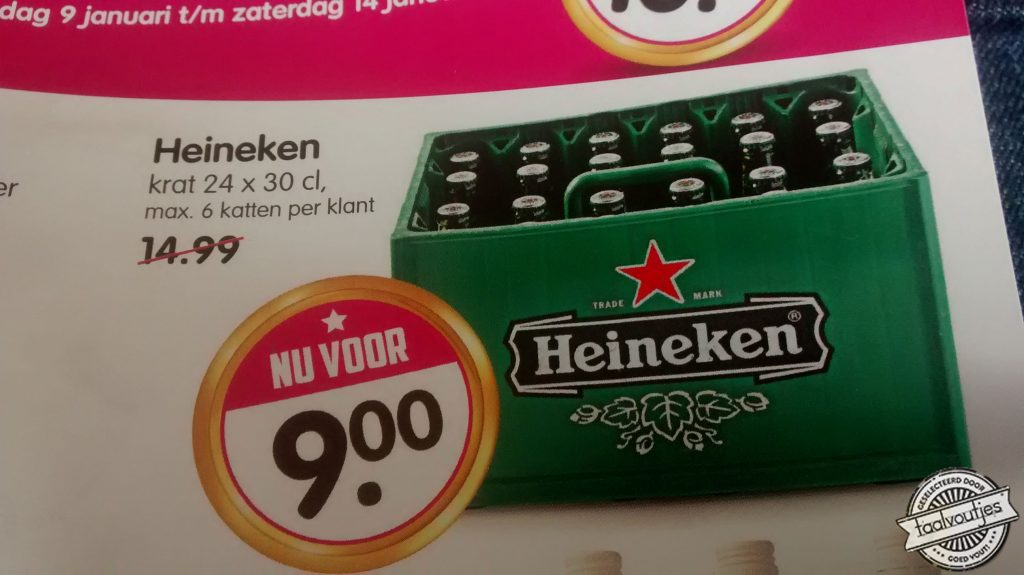 dag 9 januari t/m zaterdag 14
er
Heineken
krat 24 x 30 cl,
max. 6 katten per klant
14.99
NU VOOR
9.00
TRADE MARK
Heineken®
GESELECTEERD DOOR
taalvoutjes
GOED VOUT!